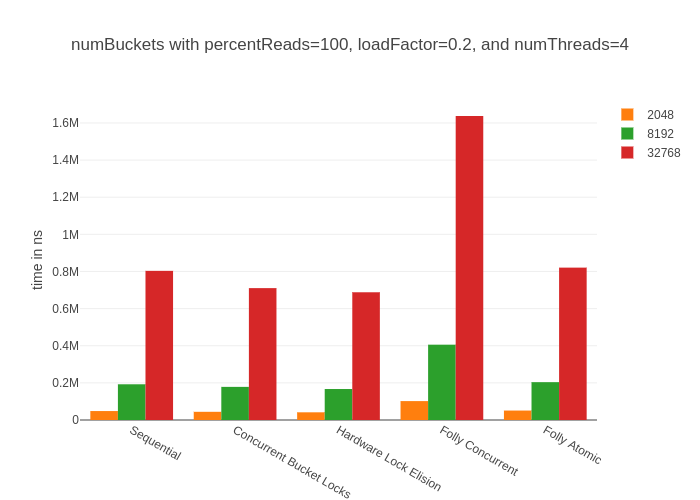 numBuckets with percentReads=100, loadFactor=0.2, and numThreads=4
2048
8192
32768
time in ns
1.6M
1.4M
1.2M
1M
0.8M
0.6M
0.4M
0.2M
0
Sequential
Concurrent Bucket Locks
Hardware Lock Elision
Folly Concurrent
Folly Atomic